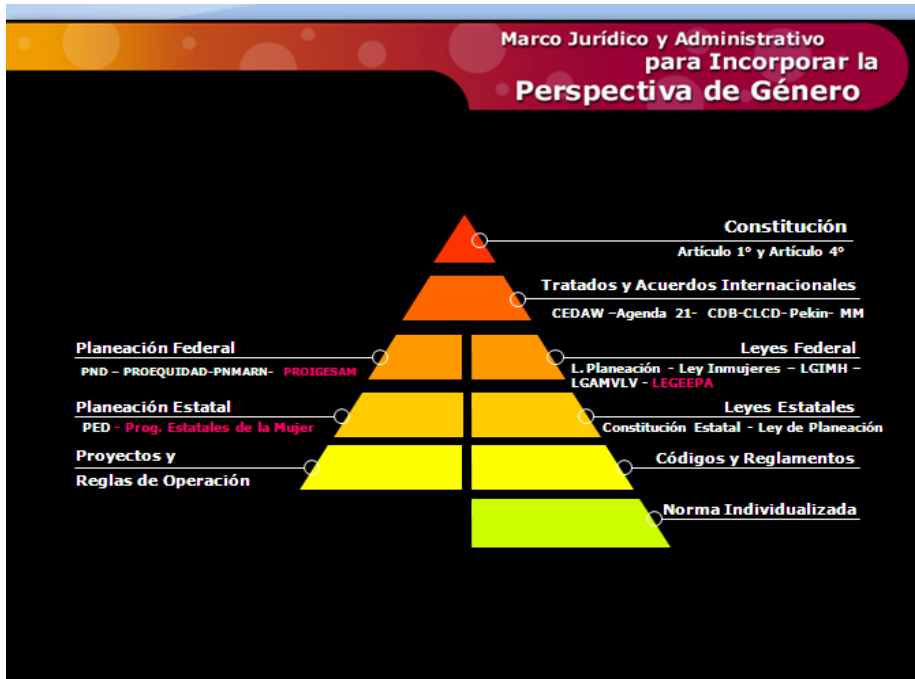 Marco Jurídico y Administrativo
para Incorporar la
Perspectiva de Género
Constitución
Artículo 1º y Artículo 4º
Tratados y Acuerdos Internacionales
CEDAW –Agenda 21- CDB-CLCD-Pekin- MM
Planeación Federal
PND – PROEQUIDAD-PNMARN- PROIGESAM
Leyes Federal
L. Planeación - Ley Inmujeres – LGIMH –
LGAMVLV - LEGEEPA
Planeación Estatal
PED - Prog. Estatales de la Mujer
Leyes Estatales
Constitución Estatal - Ley de Planeación
Proyectos y
Reglas de Operación
Códigos y Reglamentos
Norma Individualizada